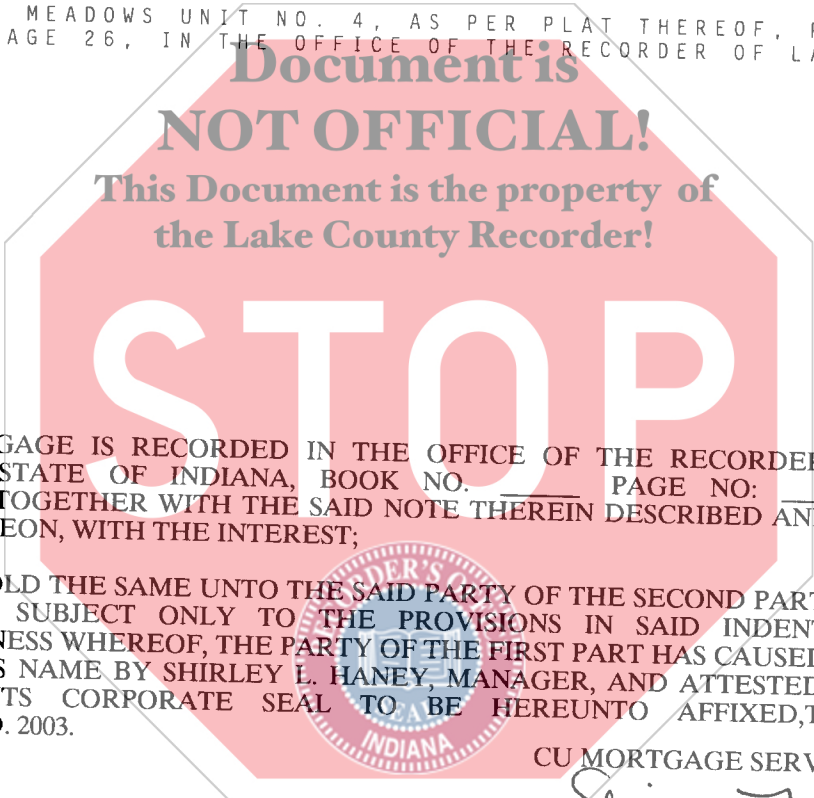 MEADOWS UNIT NO. 4, AS PER PLAT THEREOF,
AGE 26, IN THE OFFICE OF THE RECORDER OF LA
Document is
NOT OFFICIAL!
This Document is the property of
the Lake County Recorder!
STOP
GAGE IS RECORDED IN THE OFFICE OF THE RECORDER
STATE OF INDIANA, BOOK NO. _____ PAGE NO: __
TOGETHER WITH THE SAID NOTE THEREIN DESCRIBED AN
EON, WITH THE INTEREST;
OLD THE SAME UNTO THE SAID PARTY OF THE SECOND PART
SUBJECT ONLY TO THE PROVISIONS IN SAID INDENT
NESS WHEREOF, THE PARTY OF THE FIRST PART HAS CAUSED
S NAME BY SHIRLEY L. HANEY, MANAGER, AND ATTESTED
TS CORPORATE SEAL TO BE HEREUNTO AFFIXED,T
. 2003.
DER'S
SEAL
INDIANA
CU MORTGAGE SERV